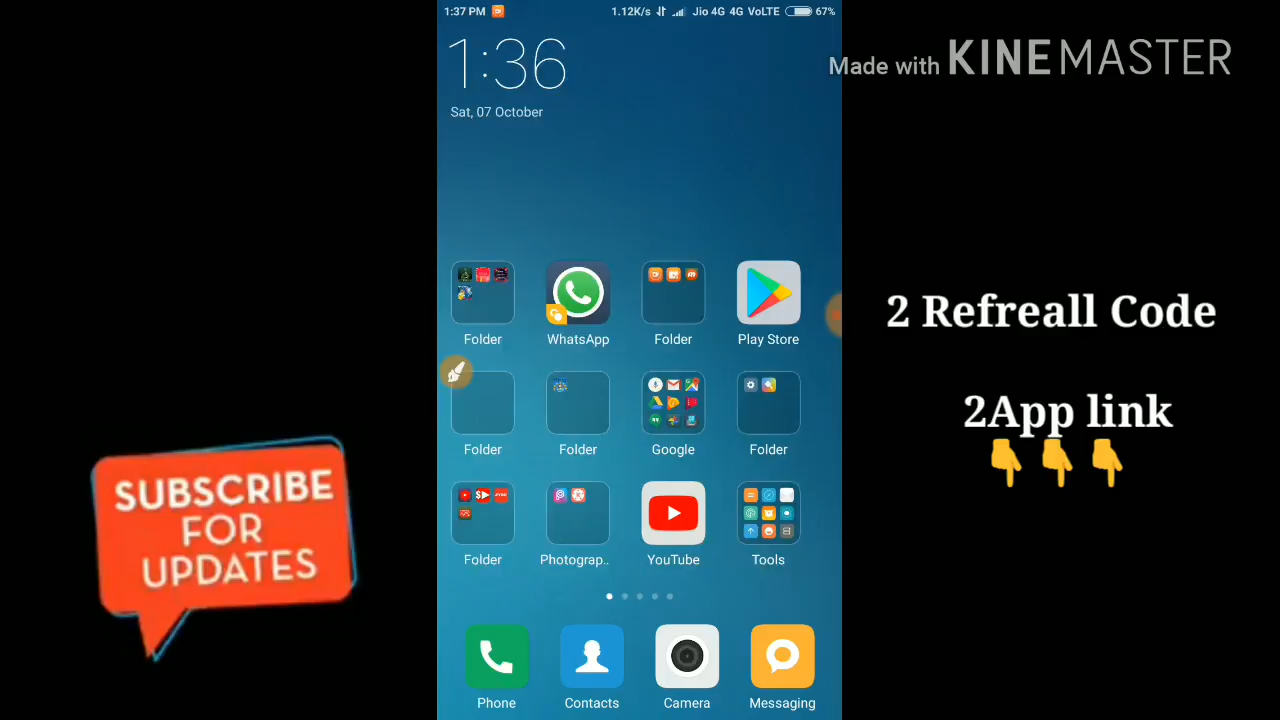 1:37 PM
1.12K/s Jio 4G 4G VoLTE 67%
1:36
Sat, 07 October
Made with KINEMASTER
Folder WhatsApp Folder Play Store
Folder Folder Google Folder
Folder Photograp.. YouTube Tools
Phone Contacts Camera Messaging
SUBSCRIBE
FOR
UPDATES
2 Refreall Code
2App link
👇👇👇